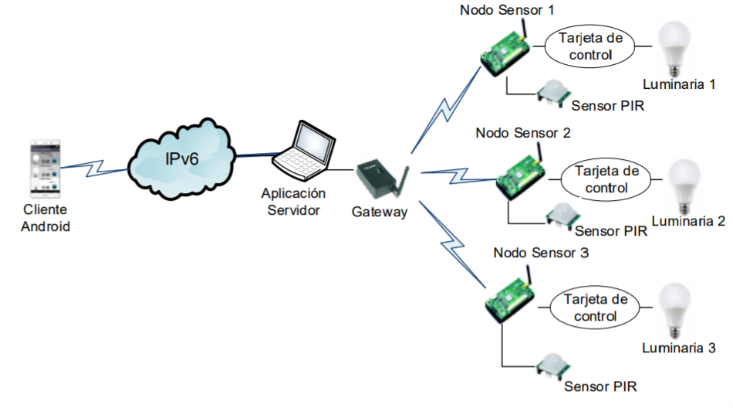 Nodo Sensor 1
Tarjeta de
control
Luminaria 1
Sensor PIR
Nodo Sensor 2
IPv6
Tarjeta de
control
Aplicación
Servidor
Gateway
Cliente
Android
Luminaria 2
Sensor PIR
Nodo Sensor 3
Tarjeta de
control
Luminaria 3
Sensor PIR